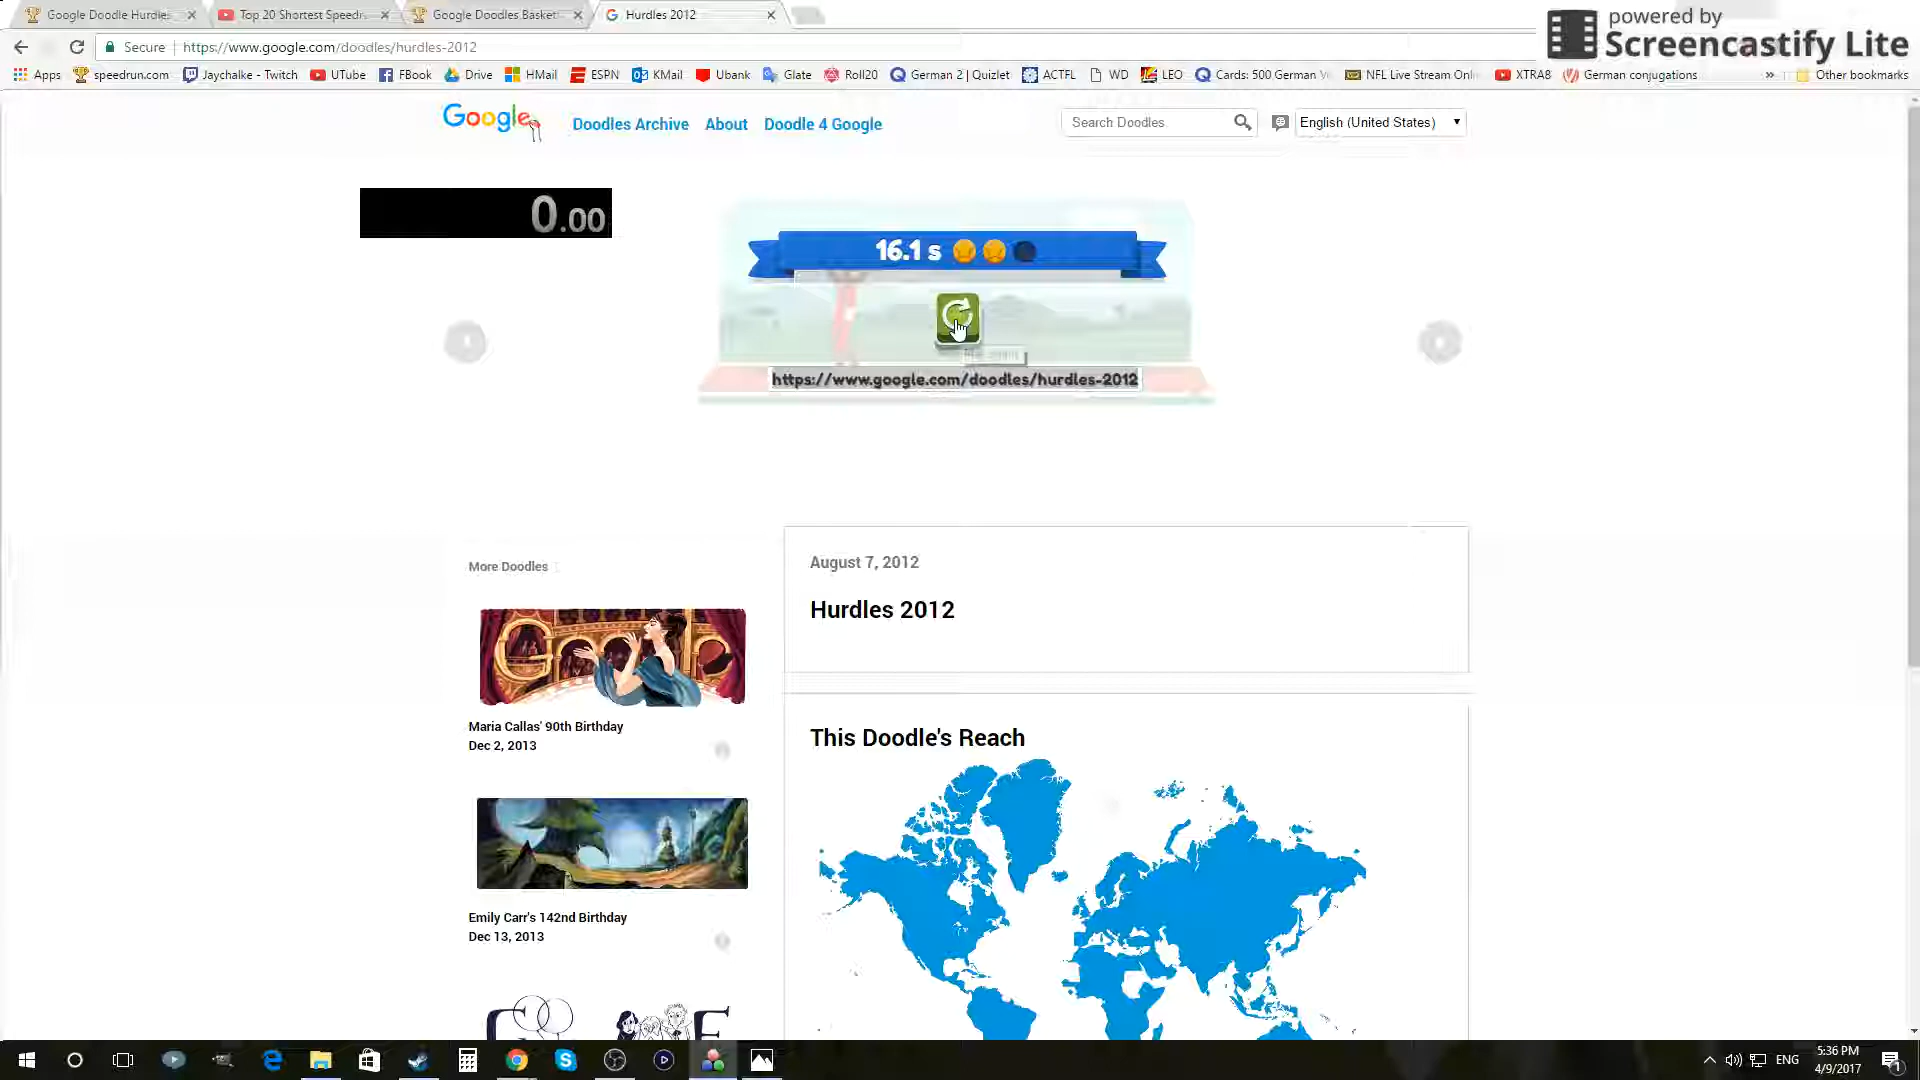 Google Doodle Hurdle
Top 20 Shortest Speedr
Google Doodles Basket
Hurdles 2012
powered by
Screencastify Lite
Secure
https://www.google.com/doodles/hurdles-2012
Apps
speedrun.com
Jaychalke - Twitch
UTube
FBook
Drive
HMail
ESPN
KMail
Ubank
Glate
Roll20
German 2 | Quizlet
ACTFL
WD
LEO
Cards: 500 German V
NFL Live Stream Onl
XTRA8
German conjugations
»
Other bookmarks
Google
Doodles Archive
About
Doodle 4 Google
Search Doodles
English (United States)
0.00
16.1 s
https://www.google.com/doodles/hurdles-2012
More Doodles
August 7, 2012
Hurdles 2012
Maria Callas' 90th Birthday
Dec 2, 2013
This Doodle's Reach
Emily Carr's 142nd Birthday
Dec 13, 2013
ENG
5:36 PM
4/9/2017